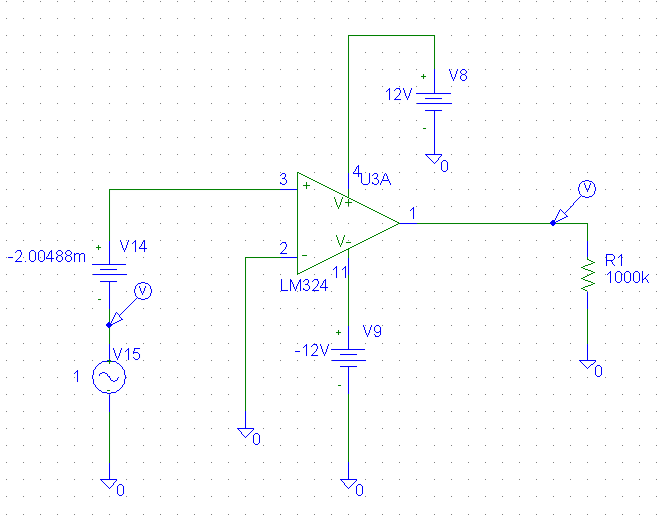 V8
12V
+
-
0
3
4
U3A
+
V+
1
V
2
-
V-
11
LM324
V14
+
-2.00488m
-
V
R1
1000k
0
V15
1
-
V9
+
-12V
-
0
0
0